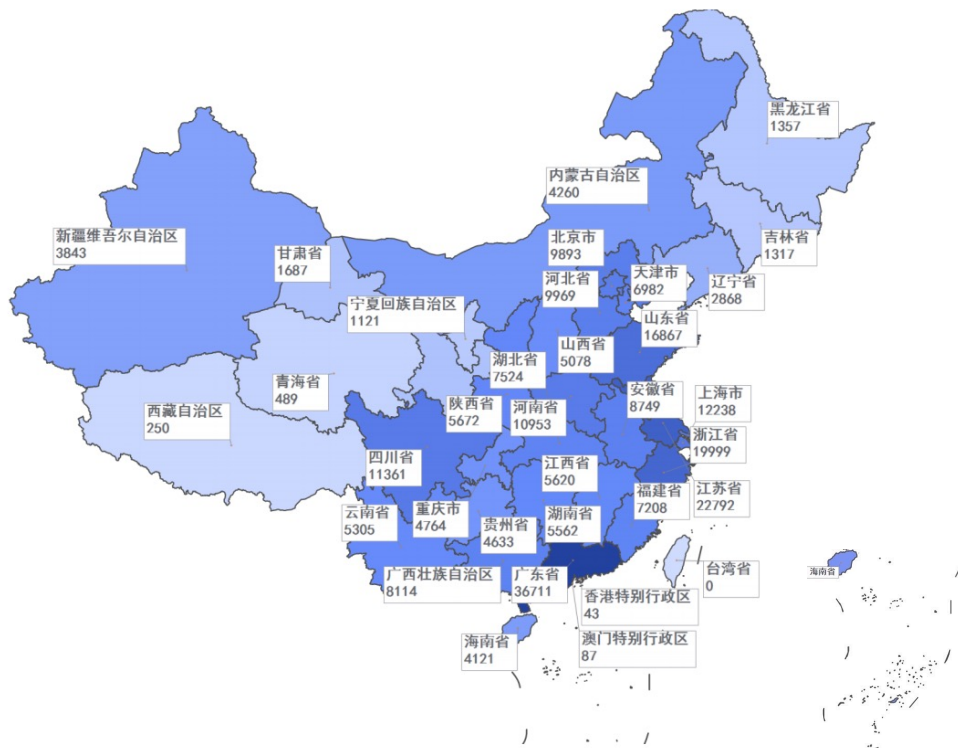 黑龙江省
1357
内蒙古自治区
4260
新疆维吾尔自治区
3843
甘肃省
1687
北京市
9893
吉林省
1317
河北省
9969
天津市
6982
辽宁省
2868
宁夏回族自治区
1121
山东省
16867
山西省
5078
湖北省
7524
青海省
489
西藏自治区
250
陕西省
5672
河南省
10953
安徽省
8749
上海市
12238
浙江省
19999
四川省
11361
江西省
5620
福建省
7208
江苏省
22792
云南省
5305
重庆市
4764
贵州省
4633
湖南省
5562
广西壮族自治区
8114
广东省
36711
台湾省
0
香港特别行政区
43
海南省
4121
澳门特别行政区
87
海南省